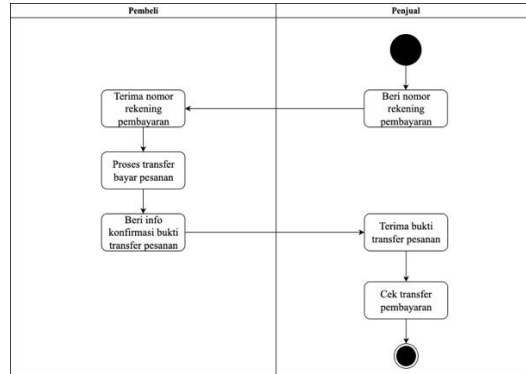 Pembeli
Penjual
Beri nomor
rekening
pembayaran
Terima nomor
rekening
pembayaran
Proses transfer
bayar pesanan
Beri info
konfirmasi bukti
transfer pesanan
Terima bukti
transfer pesanan
Cek transfer
pembayaran